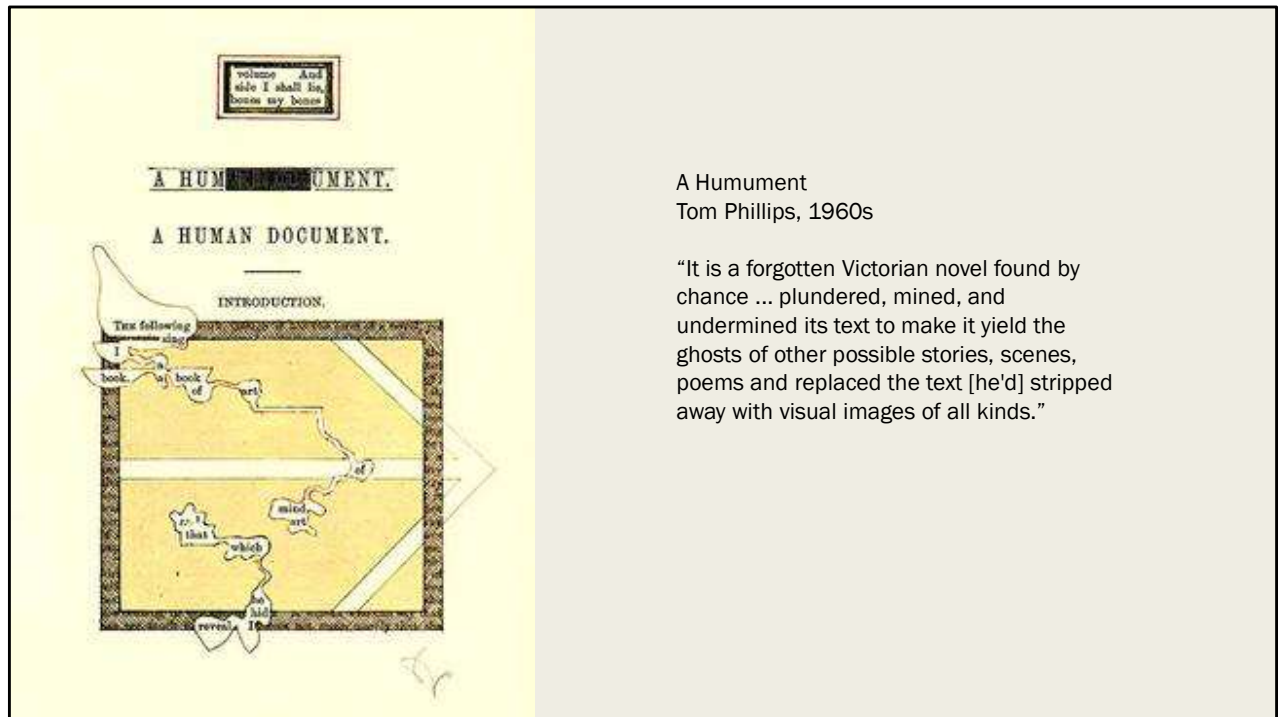 volume And
side I shall lie,
bones my bones
A HUM UMENT.
A HUMAN DOCUMENT.
INTRODUCTION.
THE following
sing
I
a
book.
a
book
of
art
of
mind
art
that
which
he
hid
reveal I
A Humument
Tom Phillips, 1960s
“It is a forgotten Victorian novel found by
chance ... plundered, mined, and
undermined its text to make it yield the
ghosts of other possible stories, scenes,
poems and replaced the text [he'd] stripped
away with visual images of all kinds.”